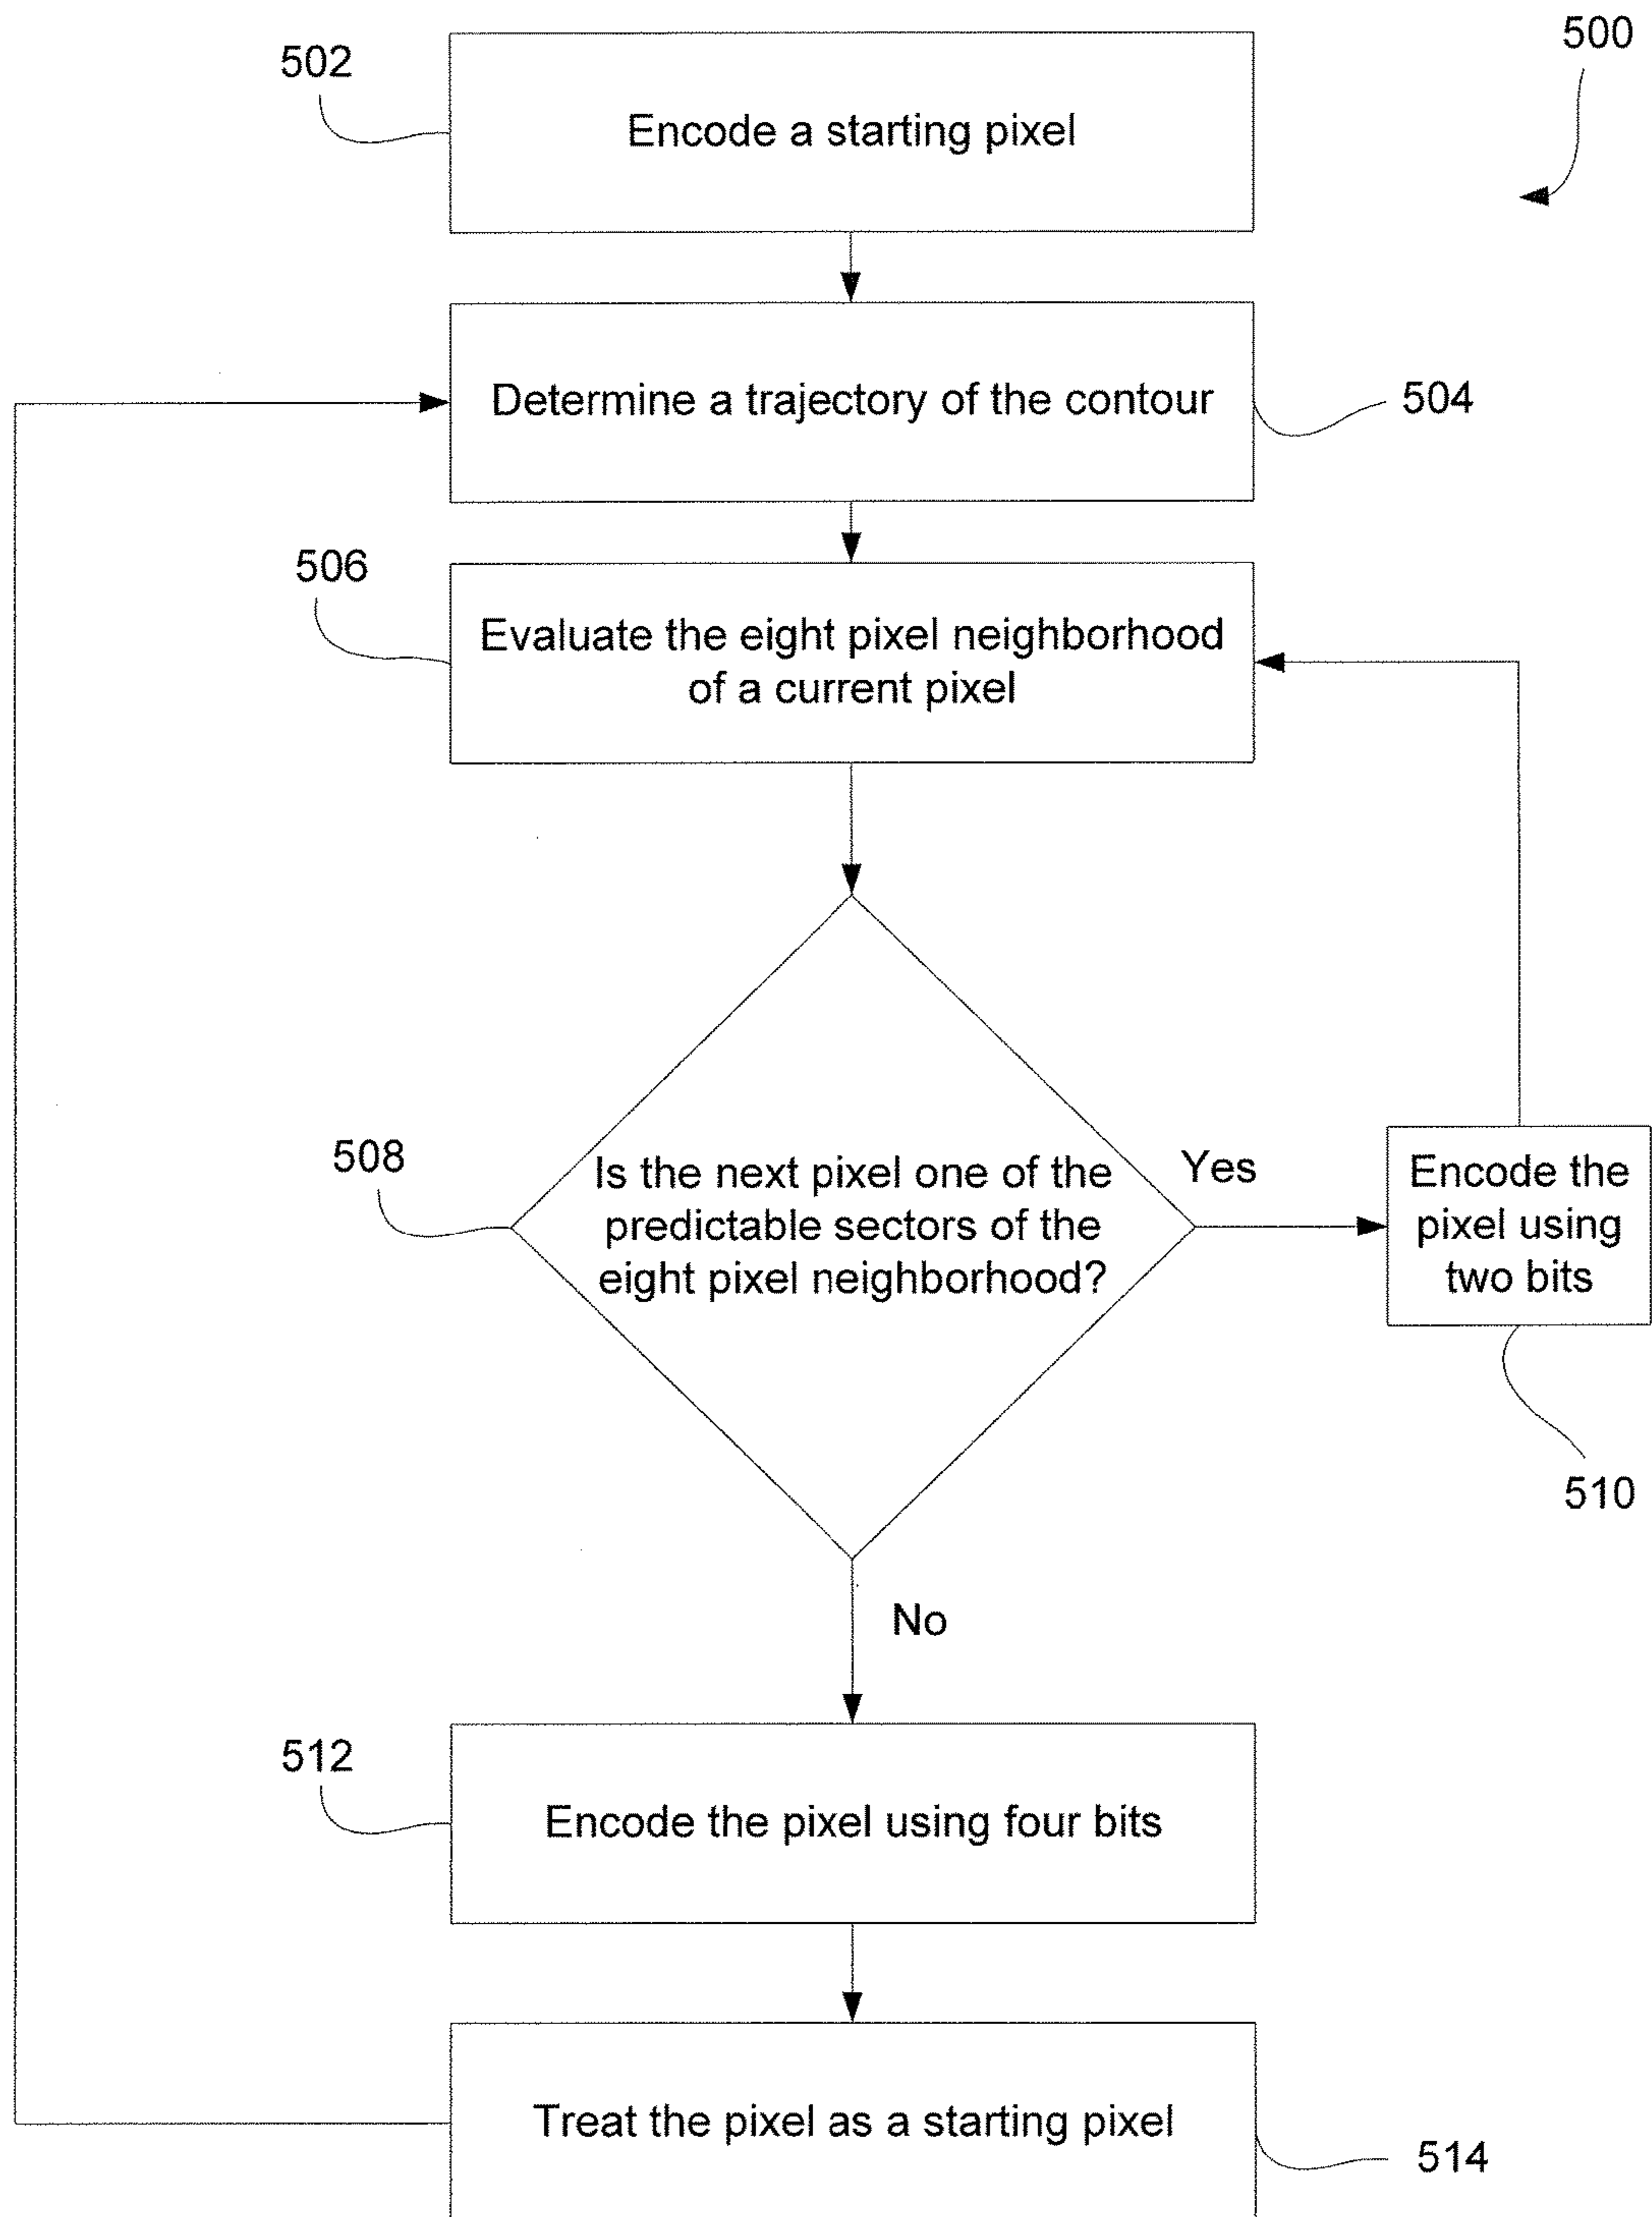 500
502
Encode a starting pixel
Determine a trajectory of the contour
504
506
Evaluate the eight pixel neighborhood
of a current pixel
508
Is the next pixel one of the
predictable sectors of the
eight pixel neighborhood?
Yes
Encode the
pixel using
two bits
510
No
512
Encode the pixel using four bits
Treat the pixel as a starting pixel
514